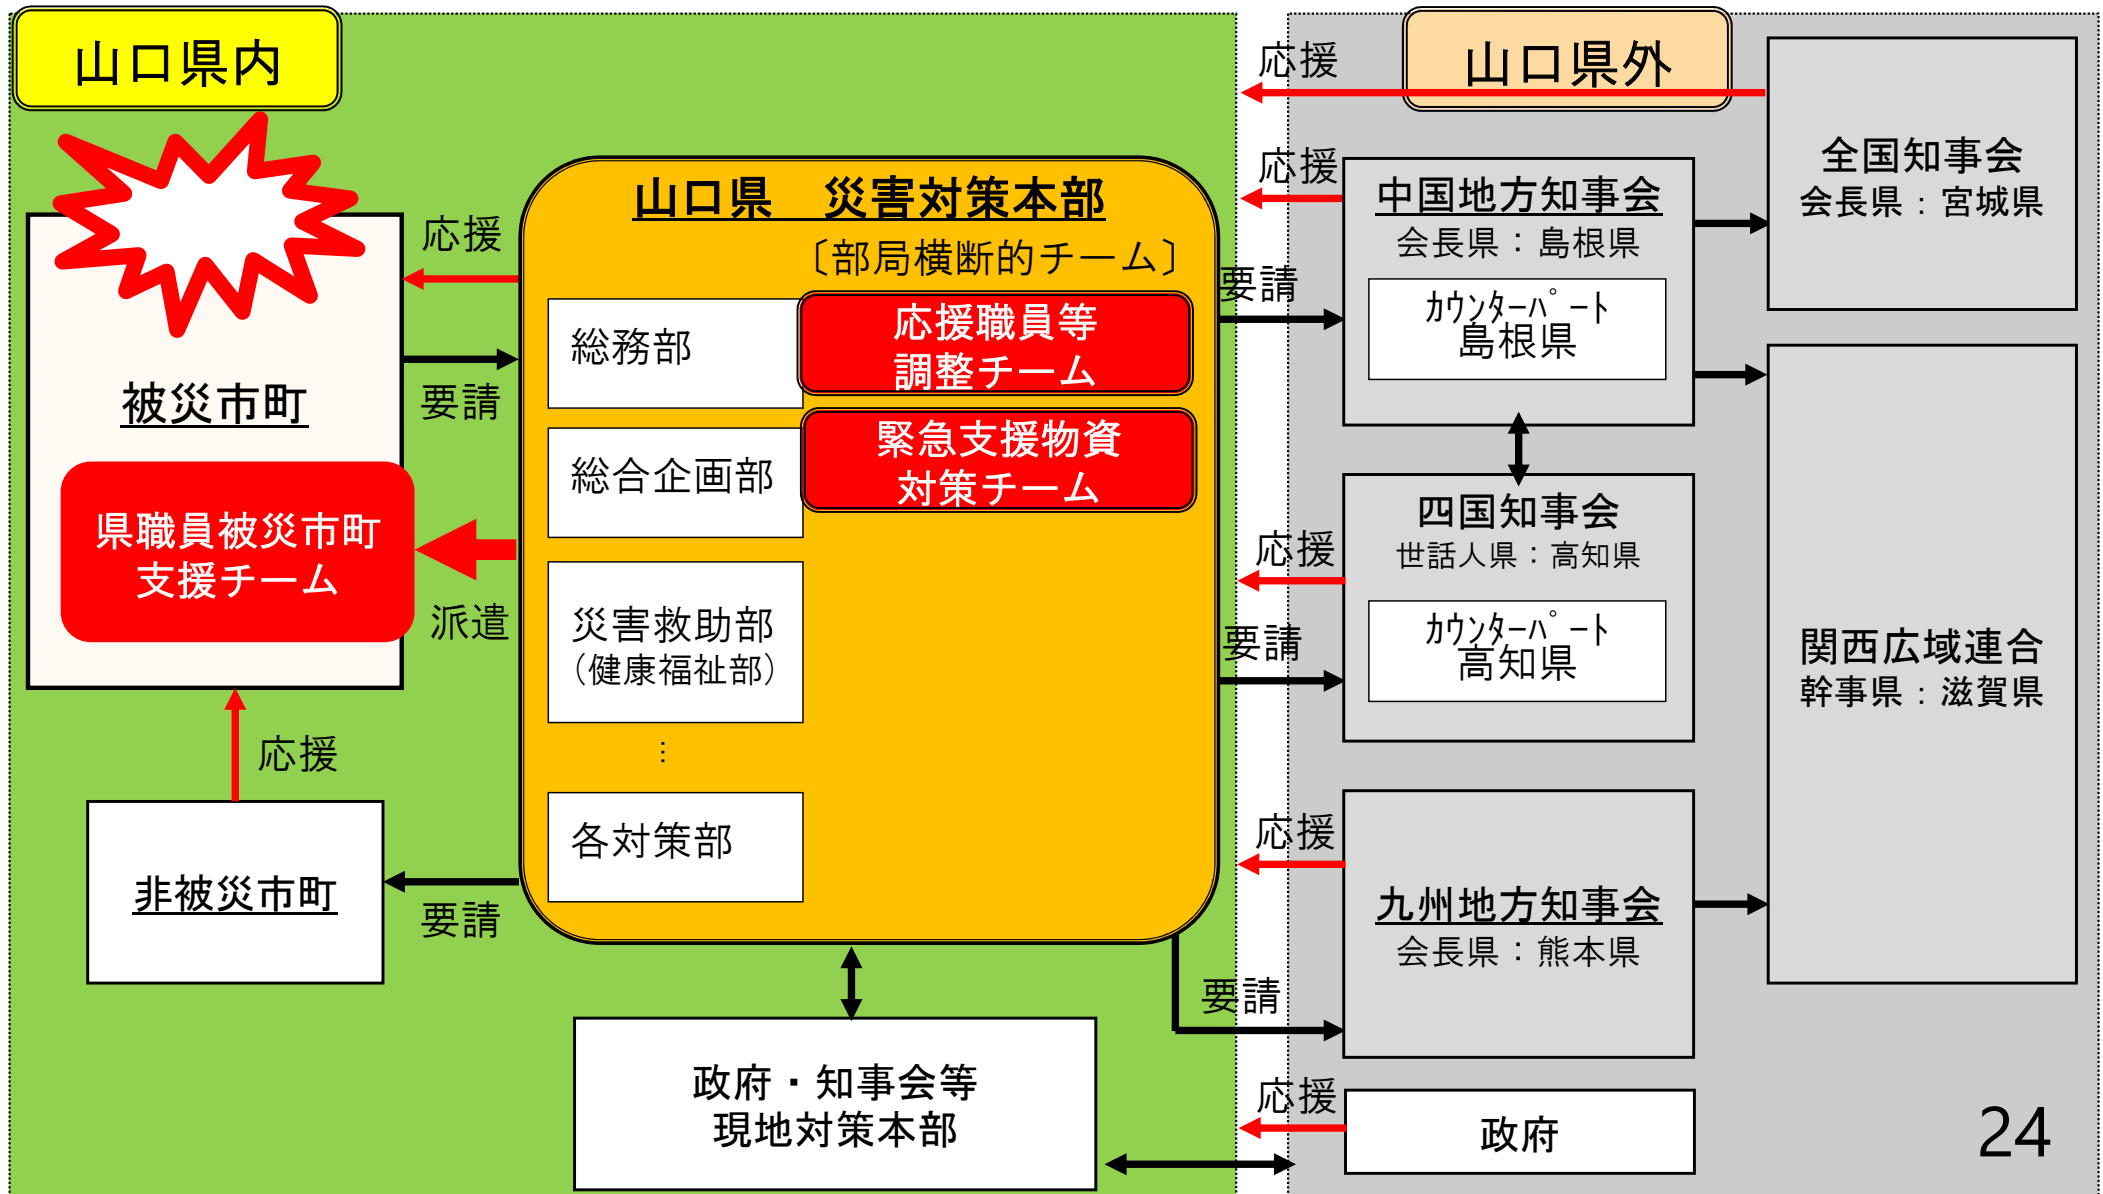 山口県内
被災市町
県職員被災市町
支援チーム
応援
要請
派遣
応援
非被災市町
要請
山口県　災害対策本部
〔部局横断的チーム〕
総務部
応援職員等
調整チーム
総合企画部
緊急支援物資
対策チーム
災害救助部
（健康福祉部）
…
各対策部
政府・知事会等
現地対策本部
山口県外
応援
応援
要請
応援
要請
応援
要請
応援
中国地方知事会
会長県：島根県
ｶｳﾝﾀｰﾊﾟｰﾄ
島根県
四国知事会
世話人県：高知県
ｶｳﾝﾀｰﾊﾟｰﾄ
高知県
九州地方知事会
会長県：熊本県
政府
全国知事会
会長県：宮城県
関西広域連合
幹事県：滋賀県
24